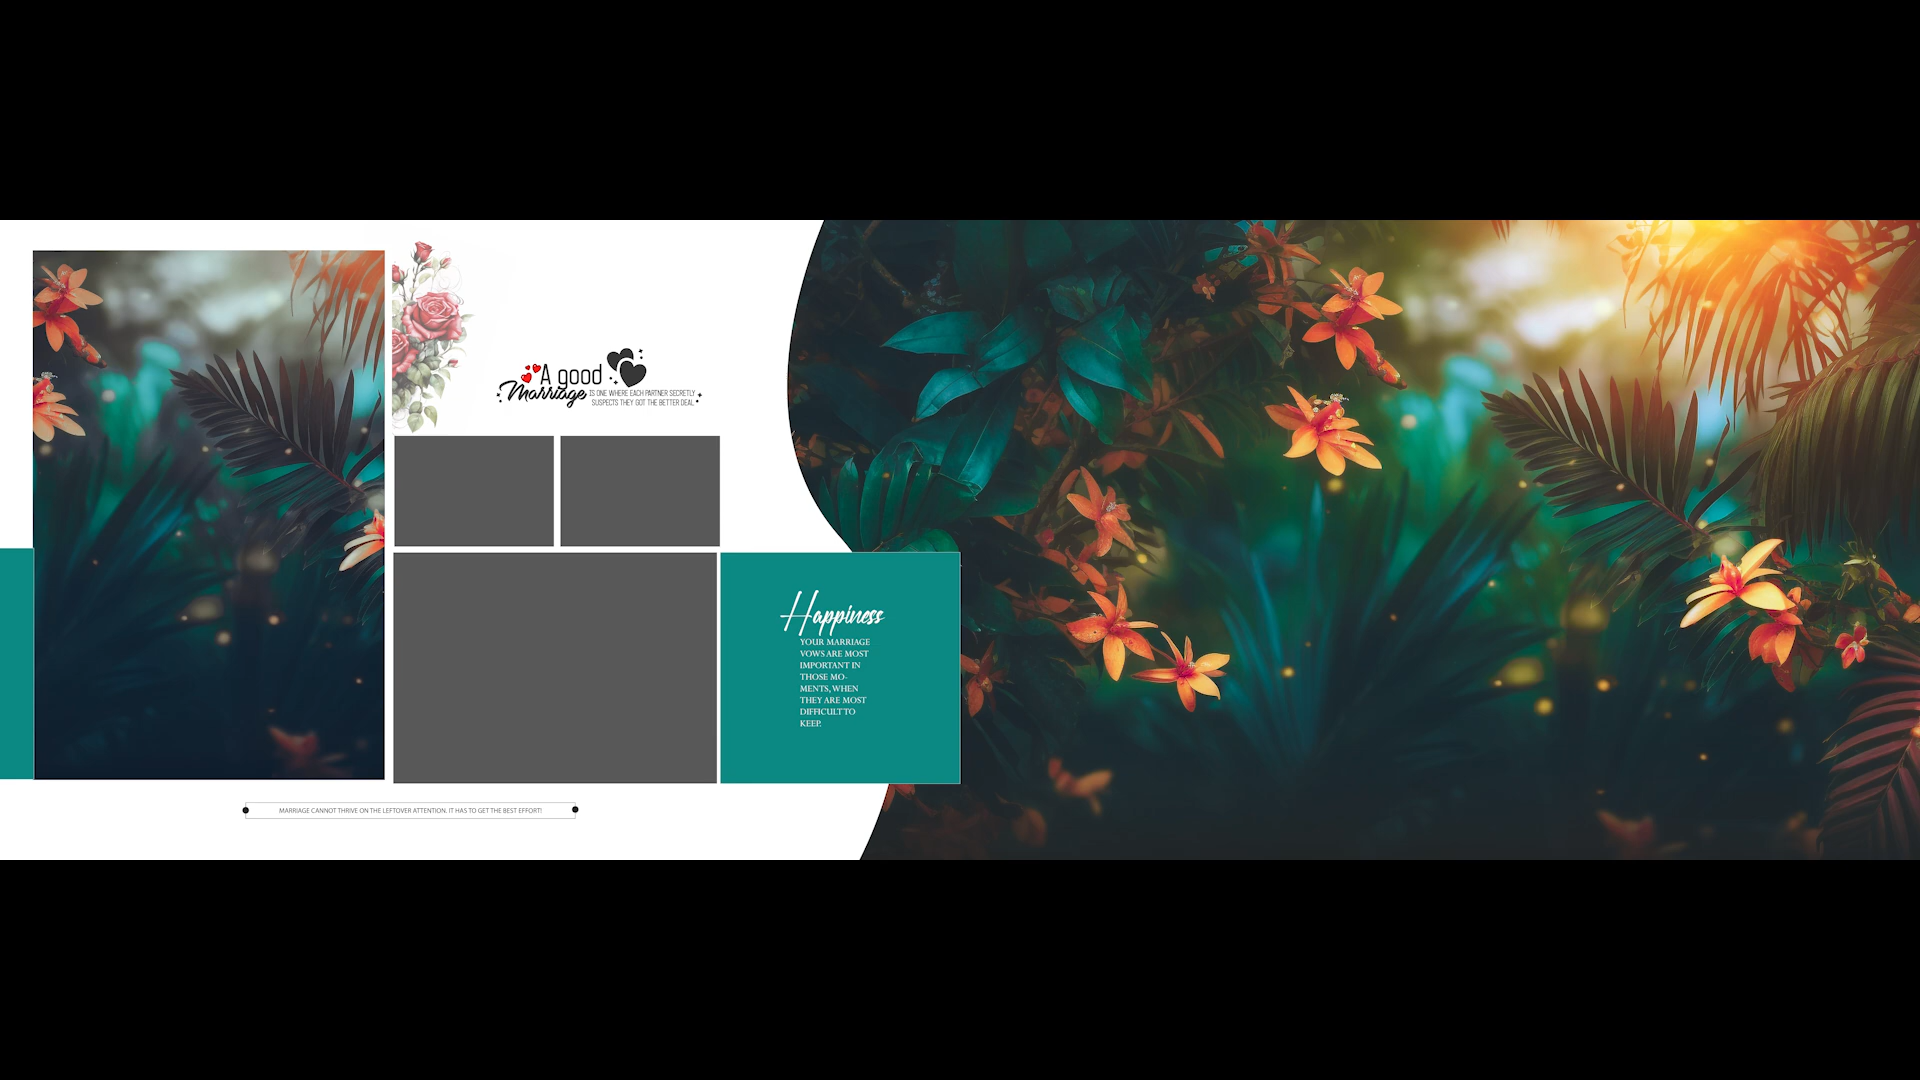 A good
Marriage IS ONE WHERE EACH PARTNER SECRETLY
SUSPECTS THEY GOT THE BETTER DEAL
Happiness
YOUR MARRIAGE
VOWS ARE MOST
IMPORTANT IN
THOSE MO-
MENTS, WHEN
THEY ARE MOST
DIFFICULT TO
KEEP.
MARRIAGE CANNOT THRIVE ON THE LEFTOVER ATTENTION. IT HAS TO GET THE BEST EFFORT!